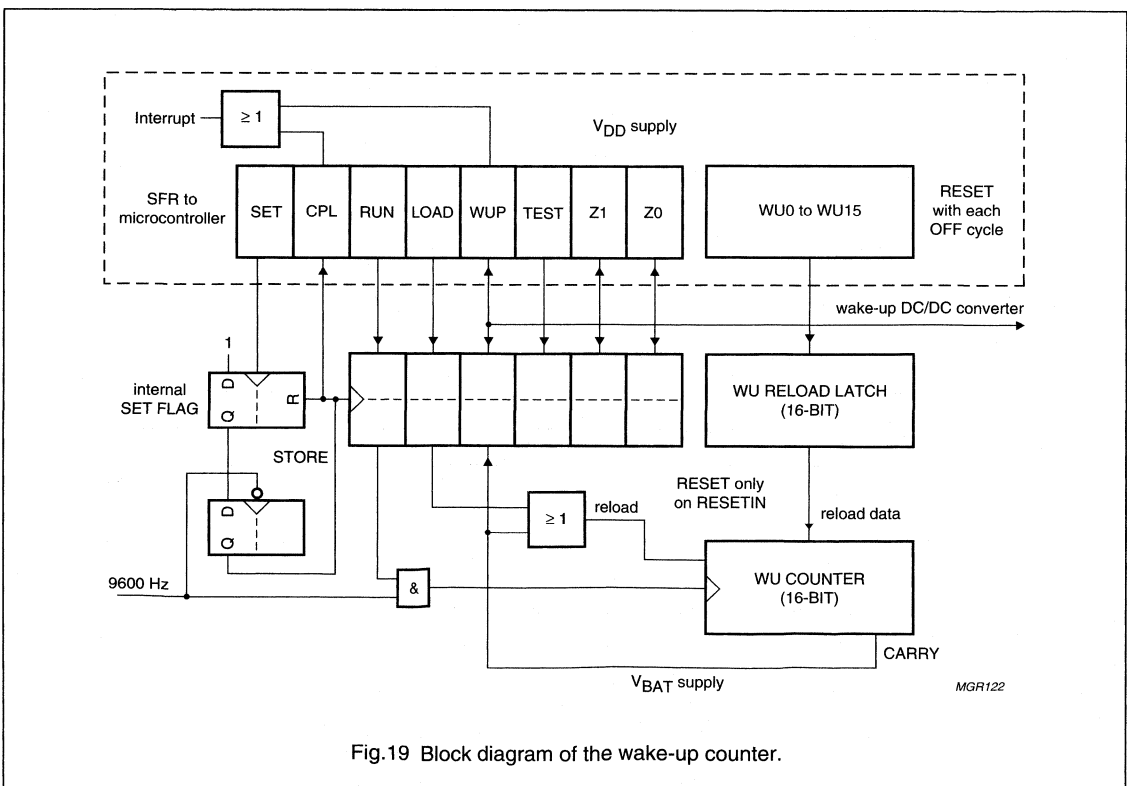 Interrupt
≥ 1
VDD supply
SFR to
microcontroller
SET
CPL
RUN
LOAD
WUP
TEST
Z1
Z0
WU0 to WU15
RESET
with each
OFF cycle
wake-up DC/DC converter
1
internal
SET FLAG
D
Q
R
WU RELOAD LATCH
(16-BIT)
STORE
D
Q
RESET only
on RESETIN
≥ 1
reload
reload data
9600 Hz
&
WU COUNTER
(16-BIT)
CARRY
VBAT supply
MGR122
Fig.19 Block diagram of the wake-up counter.